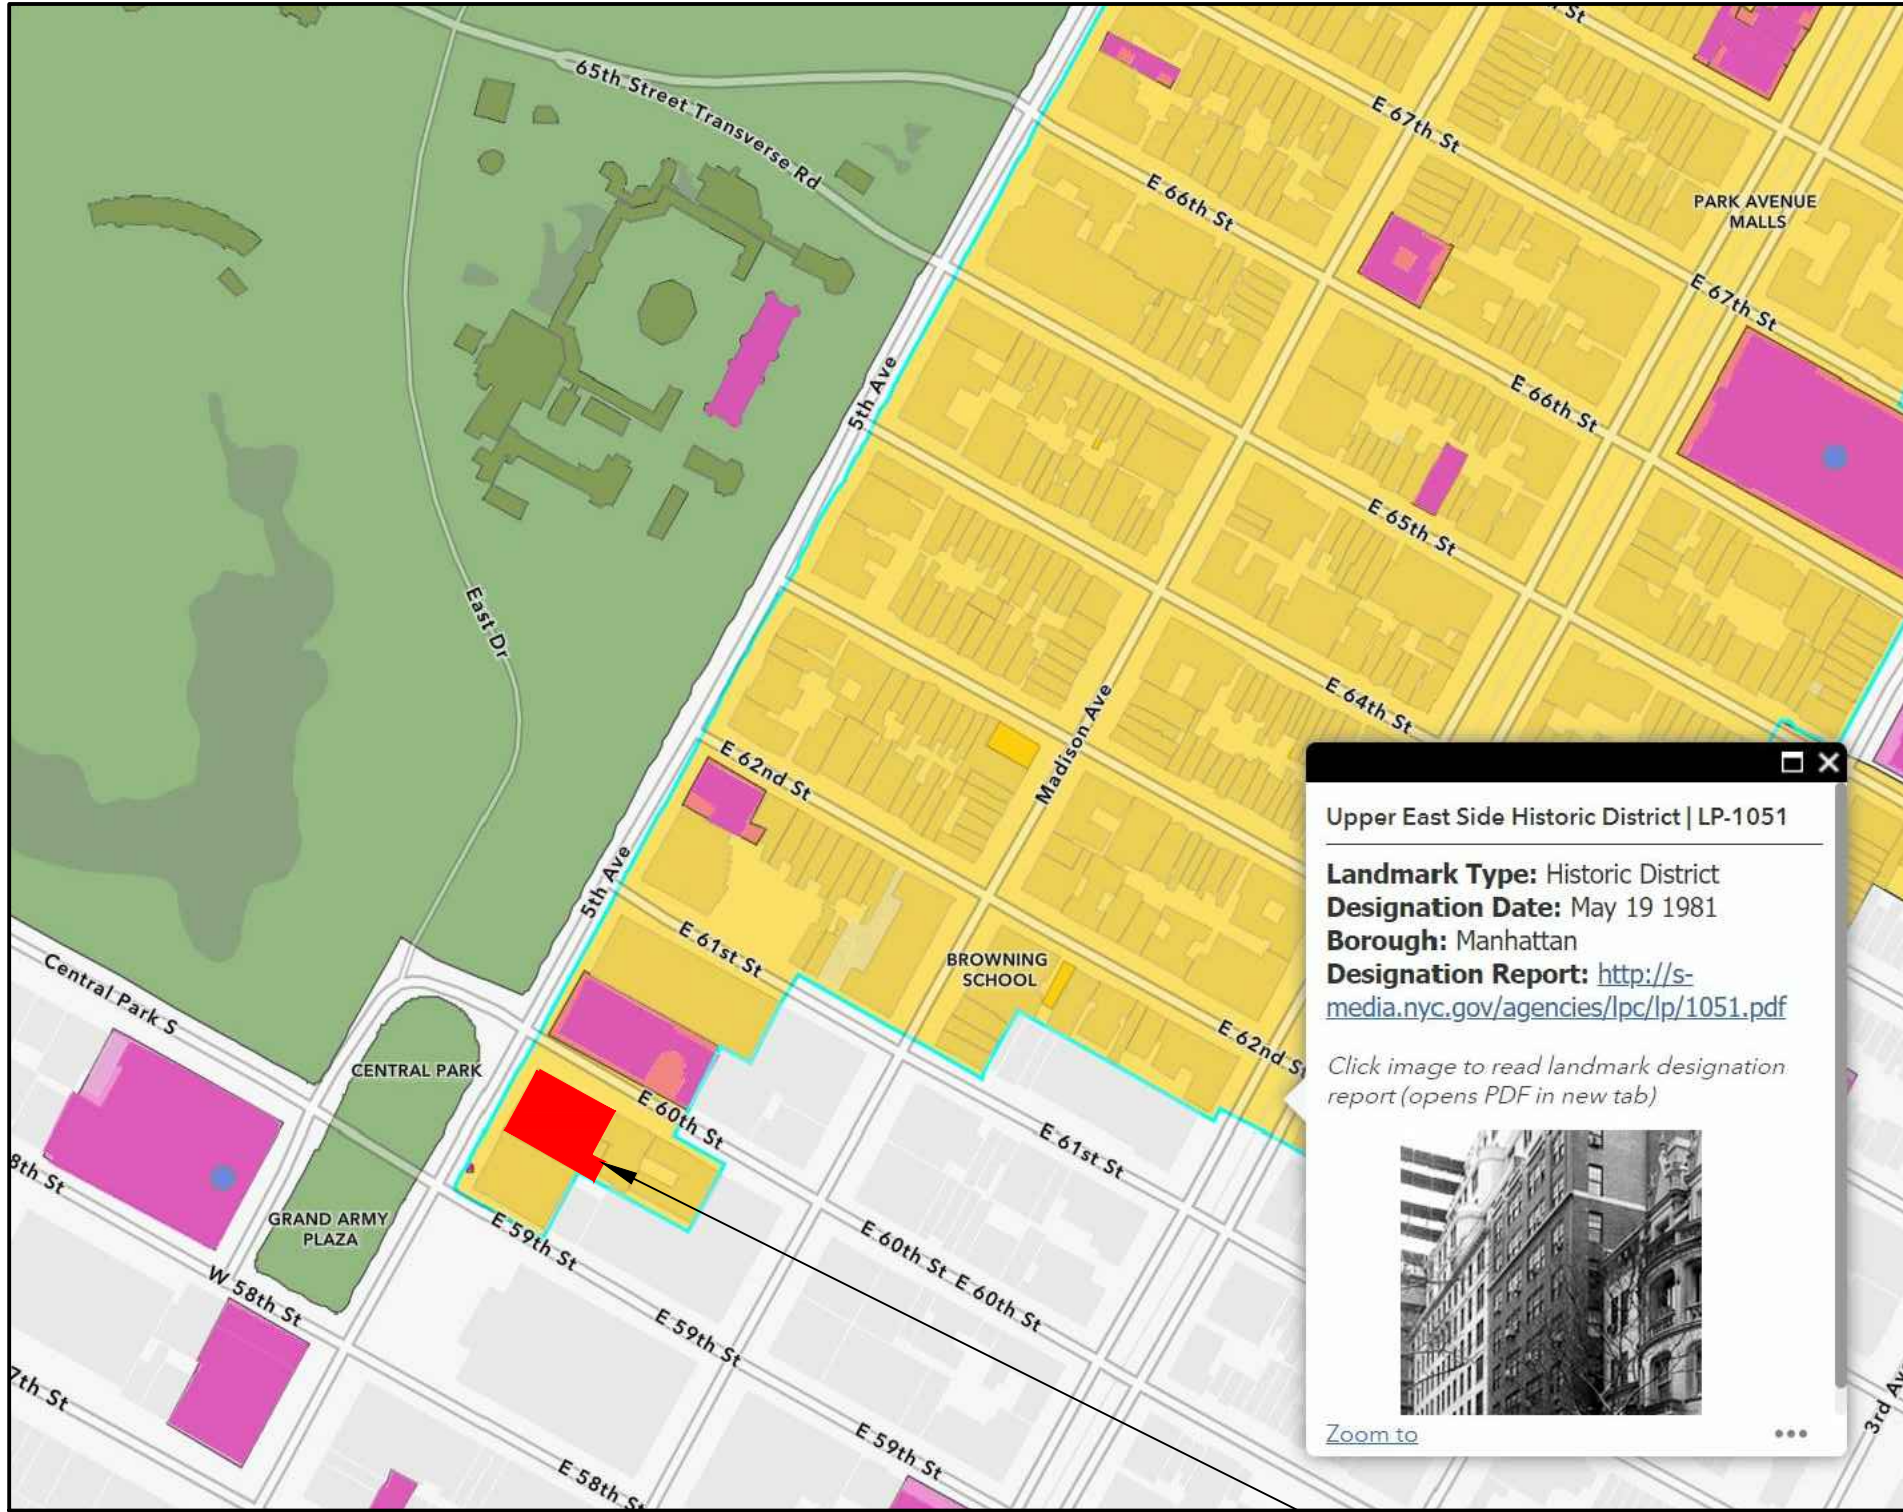 St
65th Street Transverse Rd
E 67th St
E 66th St
PARK AVENUE
MALLS
E 67th St
5th Ave
E 66th St
E 65th St
East Dr
E 64th St
Madison Ave
E 62nd St
5th Ave
E 61st St
BROWNING
SCHOOL
Central Park S
CENTRAL PARK
E 62nd S
E 60th St
E 61st St
8th St
GRAND ARMY
PLAZA
E 59th St
E 60th St
E 60th St
W 58th St
E 59th St
7th St
E 59th St
E 58th St
3rd Av
Upper East Side Historic District | LP-1051
Landmark Type: Historic District
Designation Date: May 19 1981
Borough: Manhattan
Designation Report: http://s-
media.nyc.gov/agencies/lpc/lp/1051.pdf
Click image to read landmark designation
report (opens PDF in new tab)
Zoom to